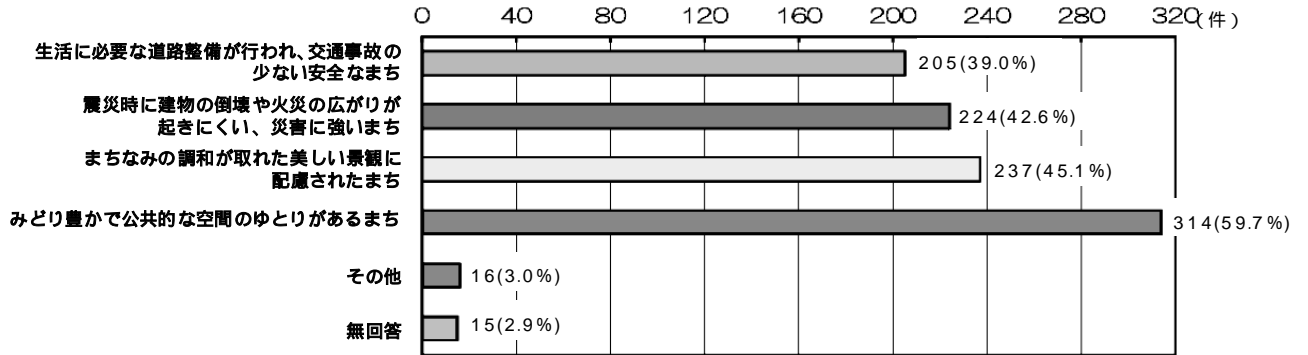 0 40 80 120 160 200 240 280 320(件)
生活に必要な道路整備が行われ、交通事故の
少ない安全なまち
205(39.0%)
震災時に建物の倒壊や火災の広がりが
起きにくい、災害に強いまち
224(42.6%)
まちなみの調和が取れた美しい景観に
配慮されたまち
237(45.1%)
みどり豊かで公共的な空間のゆとりがあるまち
314(59.7%)
その他
16(3.0%)
無回答
15(2.9%)